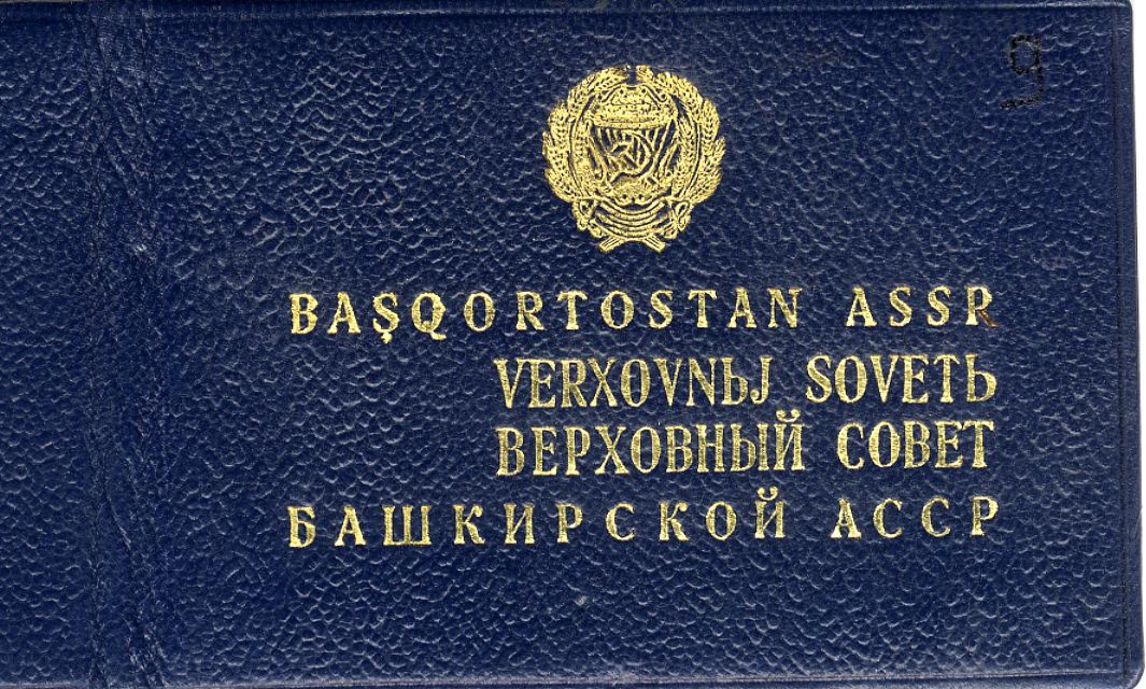 9
BAŞQORTOSTAN ASSR
VERXOVNЬJ SOVETЬ
ВЕРХОВНЫЙ СОВЕТ
БАШКИРСКОЙ АССР